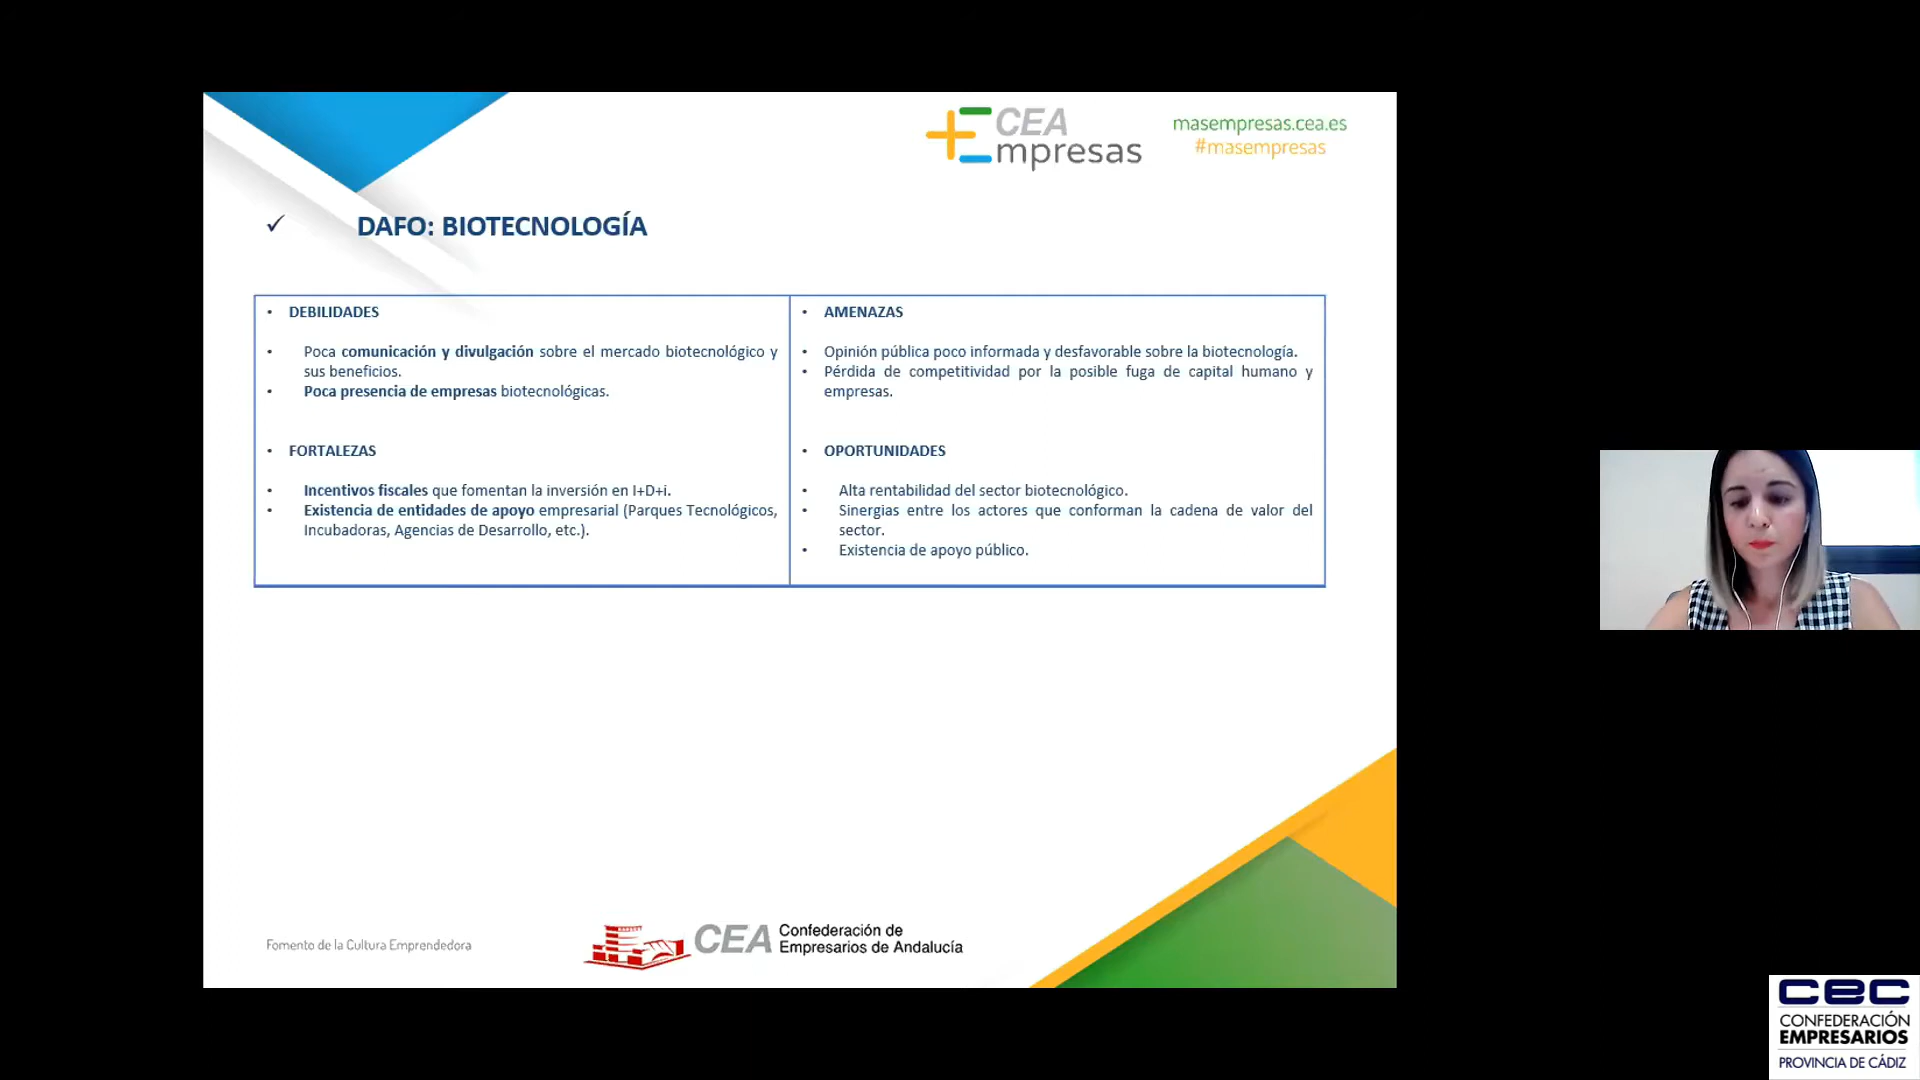 CEA
Empresas
masempresas.cea.es
#masempresas
✓ DAFO: BIOTECNOLOGÍA
• DEBILIDADES
• Poca comunicación y divulgación sobre el mercado biotecnológico y
sus beneficios.
• Poca presencia de empresas biotecnológicas.
• FORTALEZAS
• Incentivos fiscales que fomentan la inversión en I+D+i.
• Existencia de entidades de apoyo empresarial (Parques Tecnológicos,
Incubadoras, Agencias de Desarrollo, etc.).
• AMENAZAS
• Opinión pública poco informada y desfavorable sobre la biotecnología.
• Pérdida de competitividad por la posible fuga de capital humano y
empresas.
• OPORTUNIDADES
• Alta rentabilidad del sector biotecnológico.
• Sinergias entre los actores que conforman la cadena de valor del
sector.
• Existencia de apoyo público.
Fomento de la Cultura Emprendedora
CEA Confederación de
Empresarios de Andalucía
cec
CONFEDERACIÓN
EMPRESARIOS
PROVINCIA DE CÁDIZ